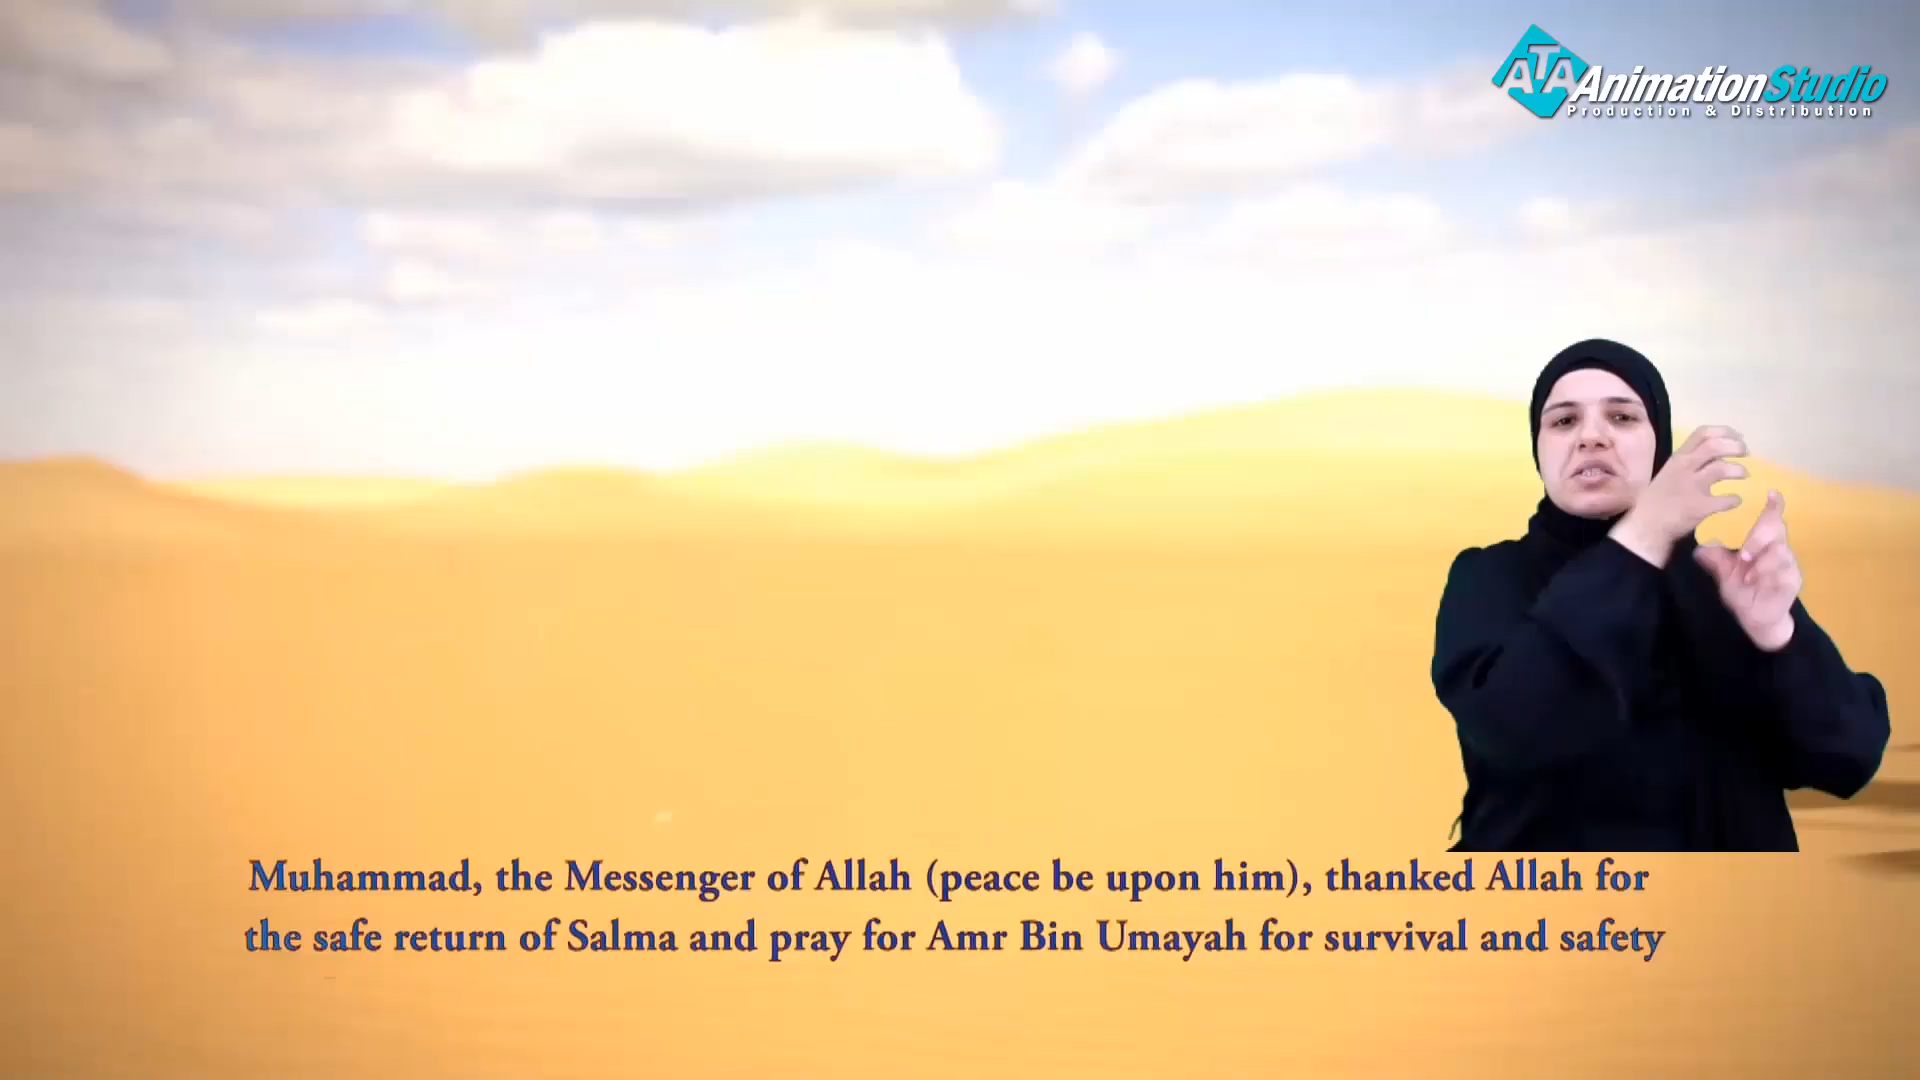 ATA AnimationStudio
Production & Distribution
Muhammad, the Messenger of Allah (peace be upon him), thanked Allah for
the safe return of Salma and pray for Amr Bin Umayah for survival and safety